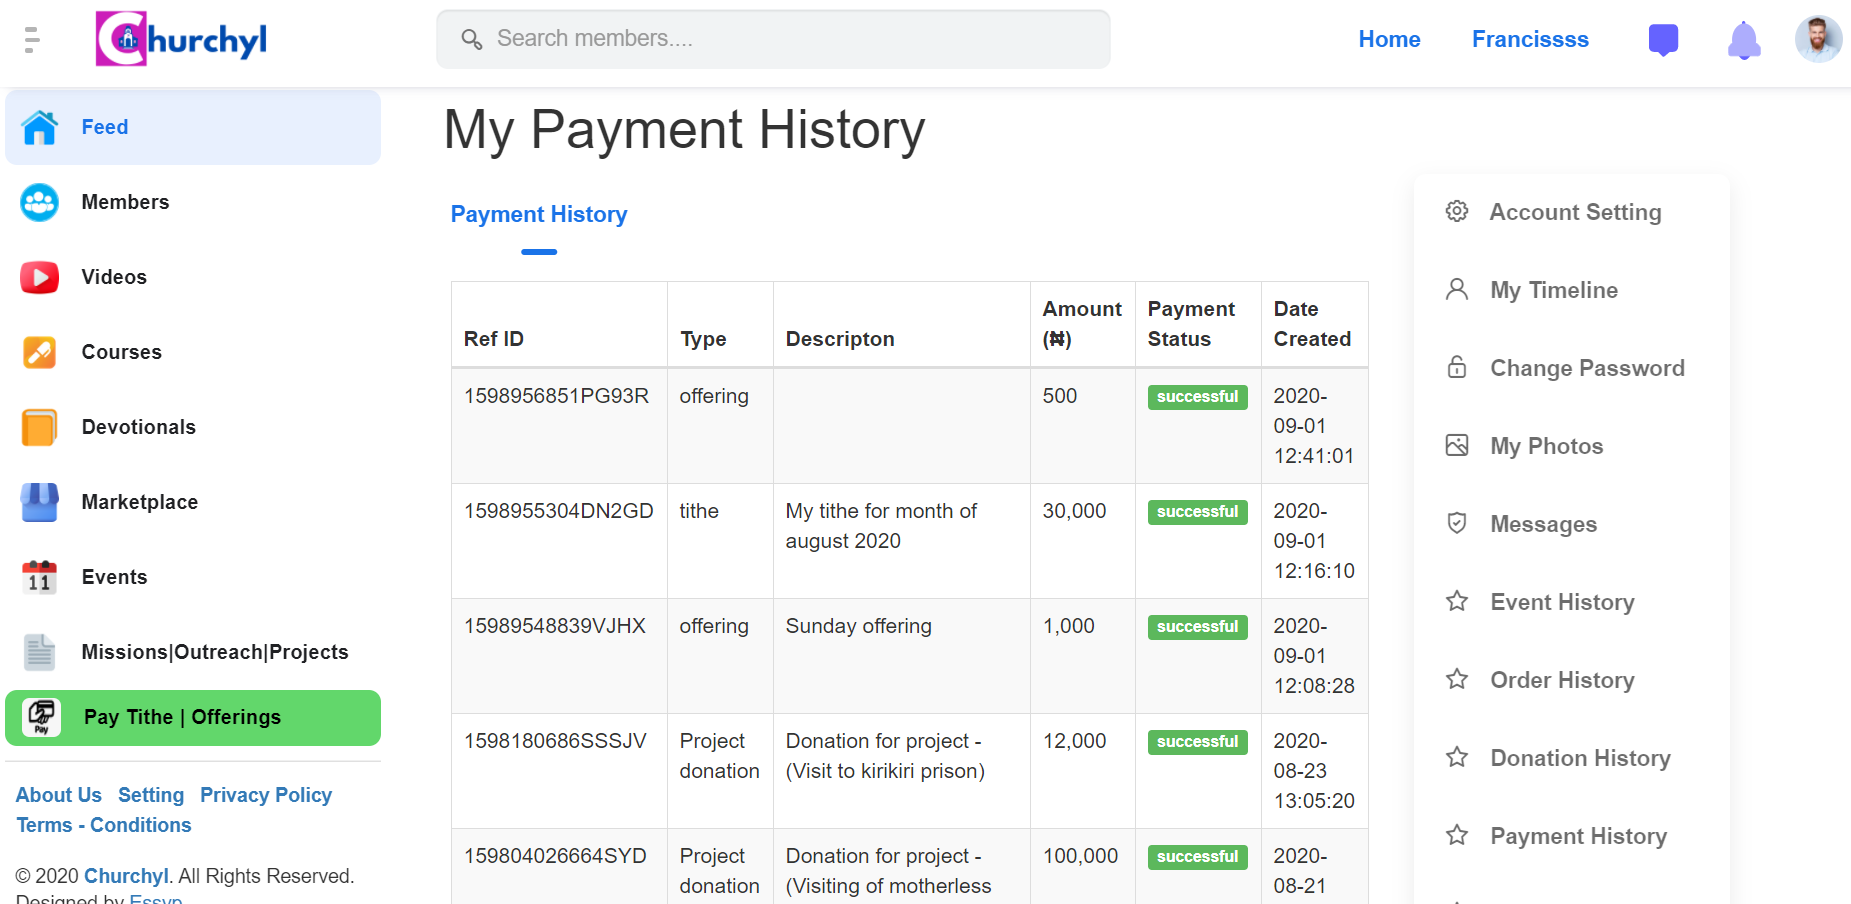 Churchyl
Search members....
Home
Francissss
Feed
Members
Videos
Courses
Devotionals
Marketplace
11
Events
Missions|Outreach|Projects
Pay
Pay Tithe | Offerings
About Us Setting Privacy Policy
Terms - Conditions
© 2020 Churchyl. All Rights Reserved.
Designed by Essyp
My Payment History
Payment History
Ref ID Type Descripton Amount (₦) Payment Status Date Created
1598956851PG93R offering 500 successful 2020-
09-01
12:41:01
1598955304DN2GD tithe My tithe for month of 30,000 successful 2020-
august 2020 09-01
12:16:10
15989548839VJHX offering Sunday offering 1,000 successful 2020-
09-01
12:08:28
1598180686SSSJV Project Donation for project - 12,000 successful 2020-
donation (Visit to kirikiri prison) 08-23
13:05:20
159804026664SYD Project Donation for project - 100,000 successful 2020-
donation (Visiting of motherless 08-21
Account Setting
My Timeline
Change Password
My Photos
Messages
Event History
Order History
Donation History
Payment History